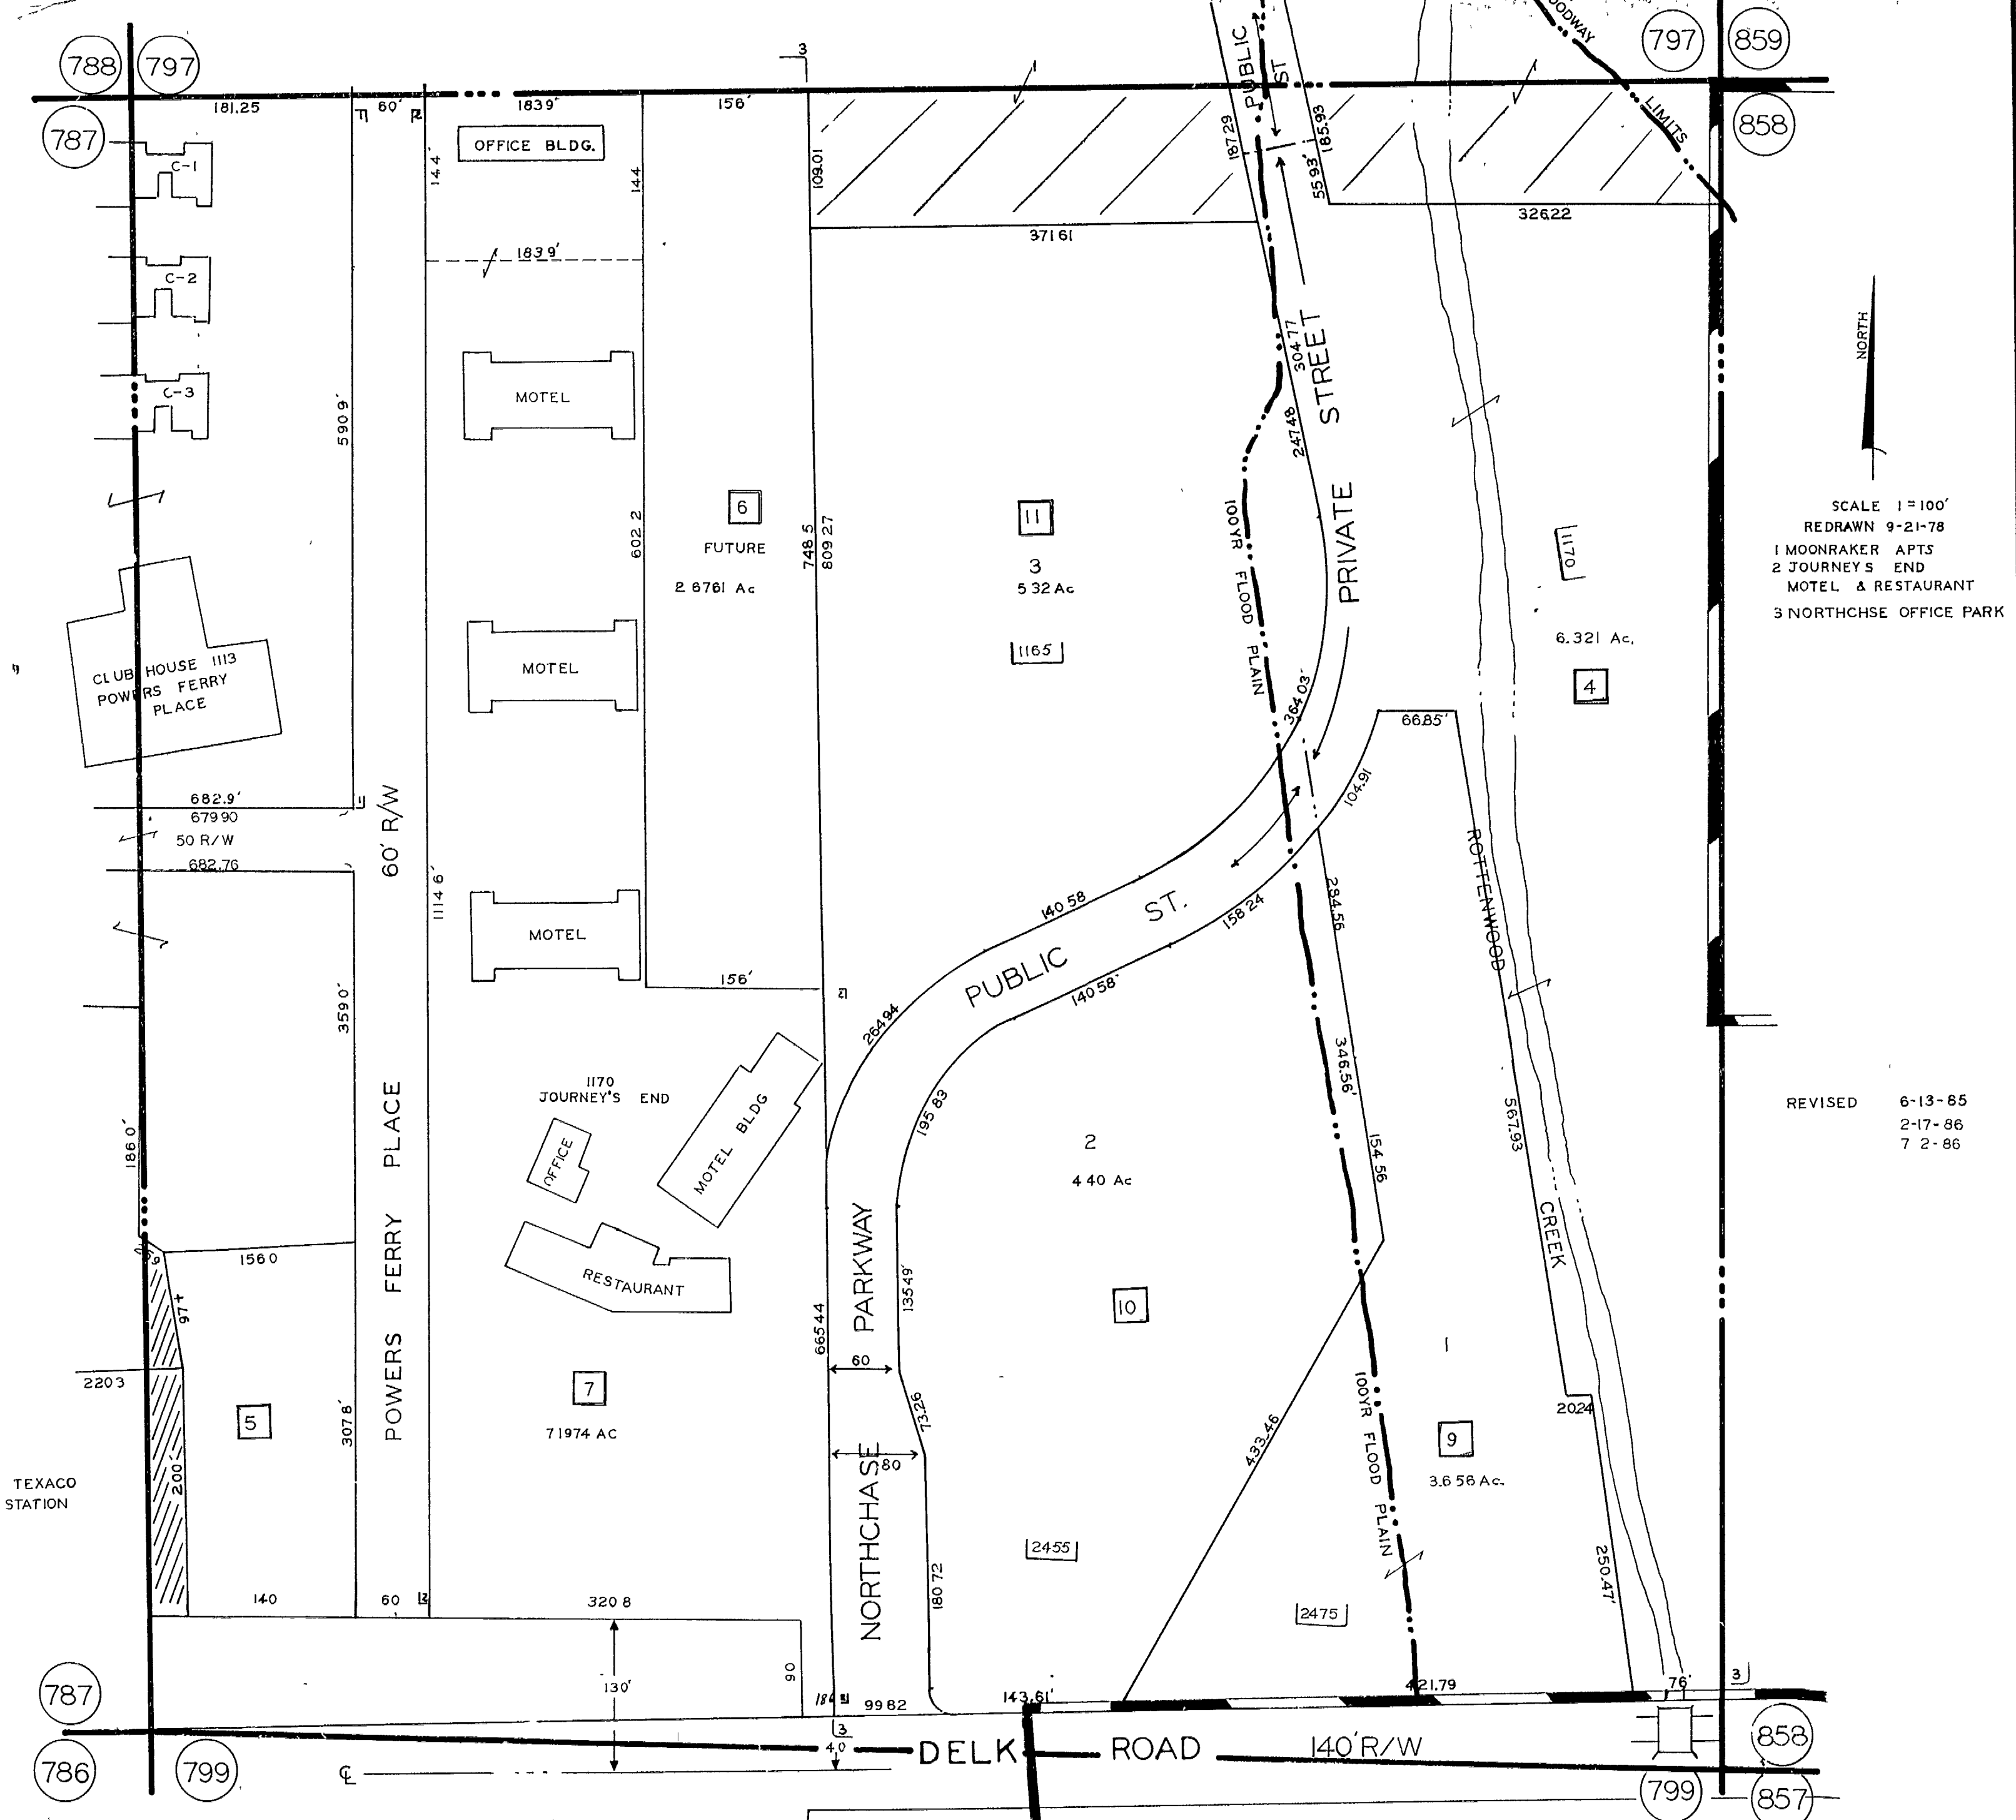 788
797
797
859
787
858
OODWAY
LIMITS
3
181.25
60'
1839'
156'
OFFICE BLDG.
C-1
C-2
C-3
144'
144
109.01
PUBLIC
ST
187.29
185.93
55.93'
326.22
371.61
1839'
5909'
MOTEL
MOTEL
MOTEL
602 2
6
FUTURE
2 6761 Ac
748 5
809 27
11
3
5 32 Ac
1165
304.77
247.48
STREET
PRIVATE
100YR FLOOD PLAIN
364.03'
1170
6.321 Ac.
4
66.85'
104.91
NORTH
SCALE 1=100'
REDRAWN 9-21-78
1 MOONRAKER APTS
2 JOURNEY'S END
MOTEL & RESTAURANT
3 NORTHCHSE OFFICE PARK
CLUB HOUSE 1113
POWERS FERRY
PLACE
682.9'
679 90
50 R/W
682.76
60' R/W
1114 6'
359 0'
156'
140 58
ST.
158 24
PUBLIC
140 58'
264.94
195 83
284.56
346.56'
154 56
ROTTENWOOD
CREEK
567.93
REVISED 6-13-85
2-17-86
7 2-86
1170
JOURNEY'S END
OFFICE
MOTEL BLDG
RESTAURANT
POWERS FERRY PLACE
186 0'
156 0
97+
2203
200'
5
307 8'
7
7 1974 AC
665 44
PARKWAY
NORTHCHASE
13549'
60
73.26
80
180 72
2
4 40 Ac
10
433.46
2455
1
9
3.656 Ac.
100YR FLOOD PLAIN
2024
250.47'
2475
TEXACO
STATION
140
60
320 8
130'
90
99 82
143.61'
421.79
76'
3
3
40
787
786
799
DELK ROAD 140' R/W
858
799
857